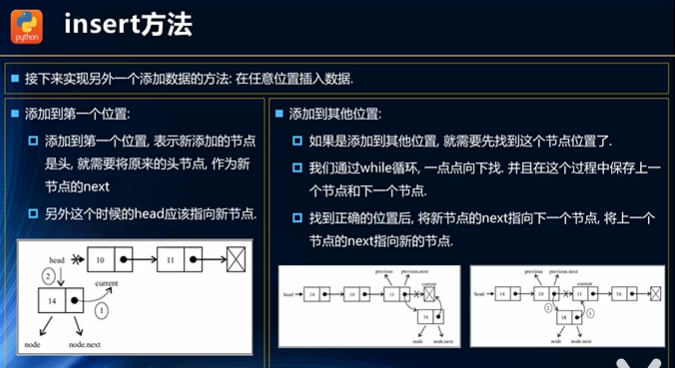 python
insert方法
接下来实现另外一个添加数据的方法: 在任意位置插入数据.
添加到第一个位置:
添加到第一个位置, 表示新添加的节点
是头, 就需要将原来的头节点, 作为新
节点的next
另外这个时候的head应该指向新节点.
head
10
11
2
current
14
1
node
node.next
添加到其他位置:
如果是添加到其他位置, 就需要先找到这个节点位置了.
我们通过while循环, 一点点向下找. 并且在这个过程中保存上一
个节点和下一个节点.
找到正确的位置后, 将新节点的next指向下一个节点, 将上一个
节点的next指向新的节点.
previous
previous.next
current
head
14
10
11
16
node
node.next
previous
previous.next
current
head
14
10
11
16
2
1
18
node
node.next